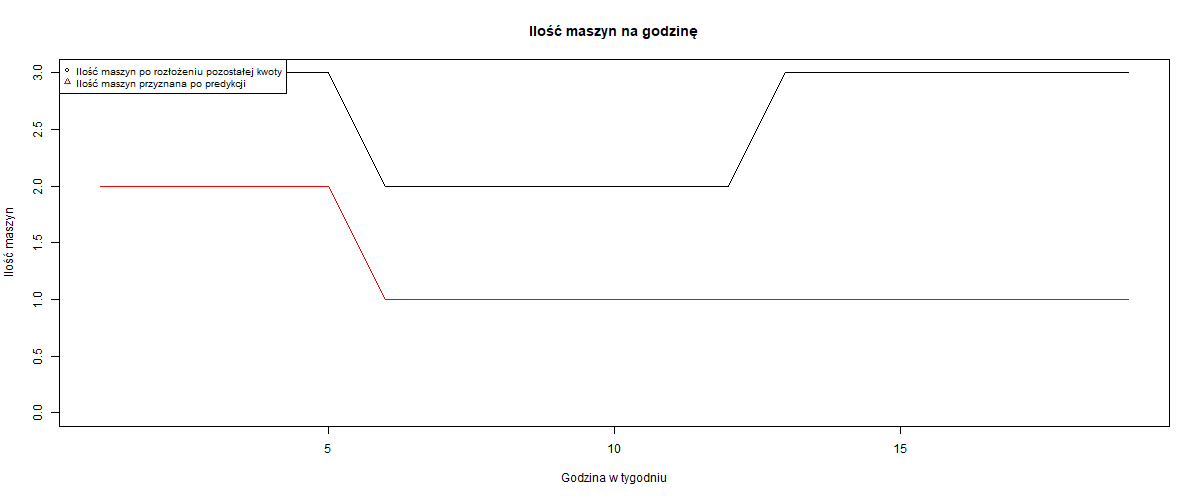 Ilość maszyn na godzinę
Ilość maszyn po rozłożeniu pozostałej kwoty
Ilość maszyn przyznana po predykcji
Ilość maszyn
3.0
2.5
2.0
1.5
1.0
0.5
0.0
5 10 15
Godzina w tygodniu